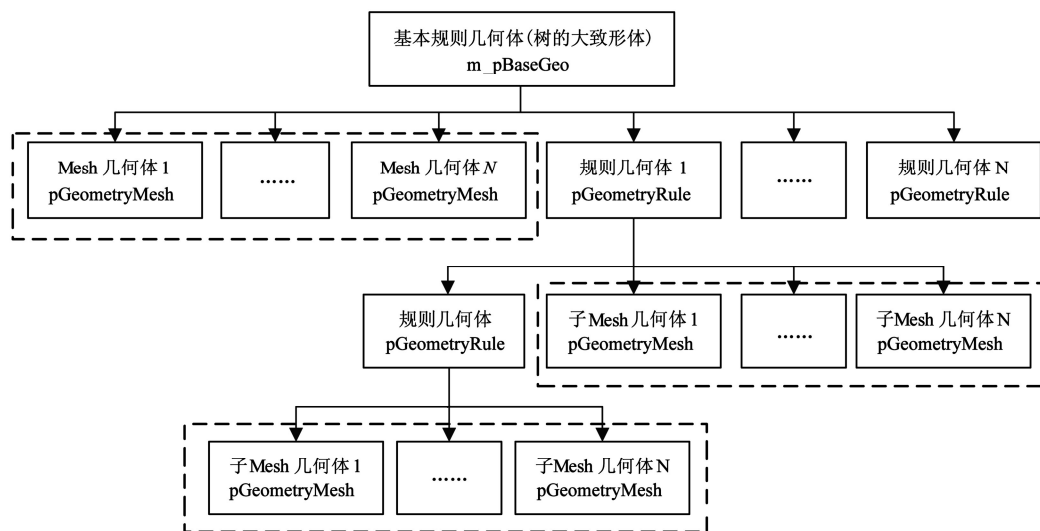 基本规则几何体(树的大致形体)
m_pBaseGeo
Mesh 几何体 1
pGeometryMesh
……
Mesh 几何体 N
pGeometryMesh
规则几何体 1
pGeometryRule
……
规则几何体 N
pGeometryRule
规则几何体
pGeometryRule
子Mesh 几何体 1
pGeometryMesh
……
子Mesh 几何体 N
pGeometryMesh
子Mesh 几何体 1
pGeometryMesh
……
子Mesh 几何体 N
pGeometryMesh